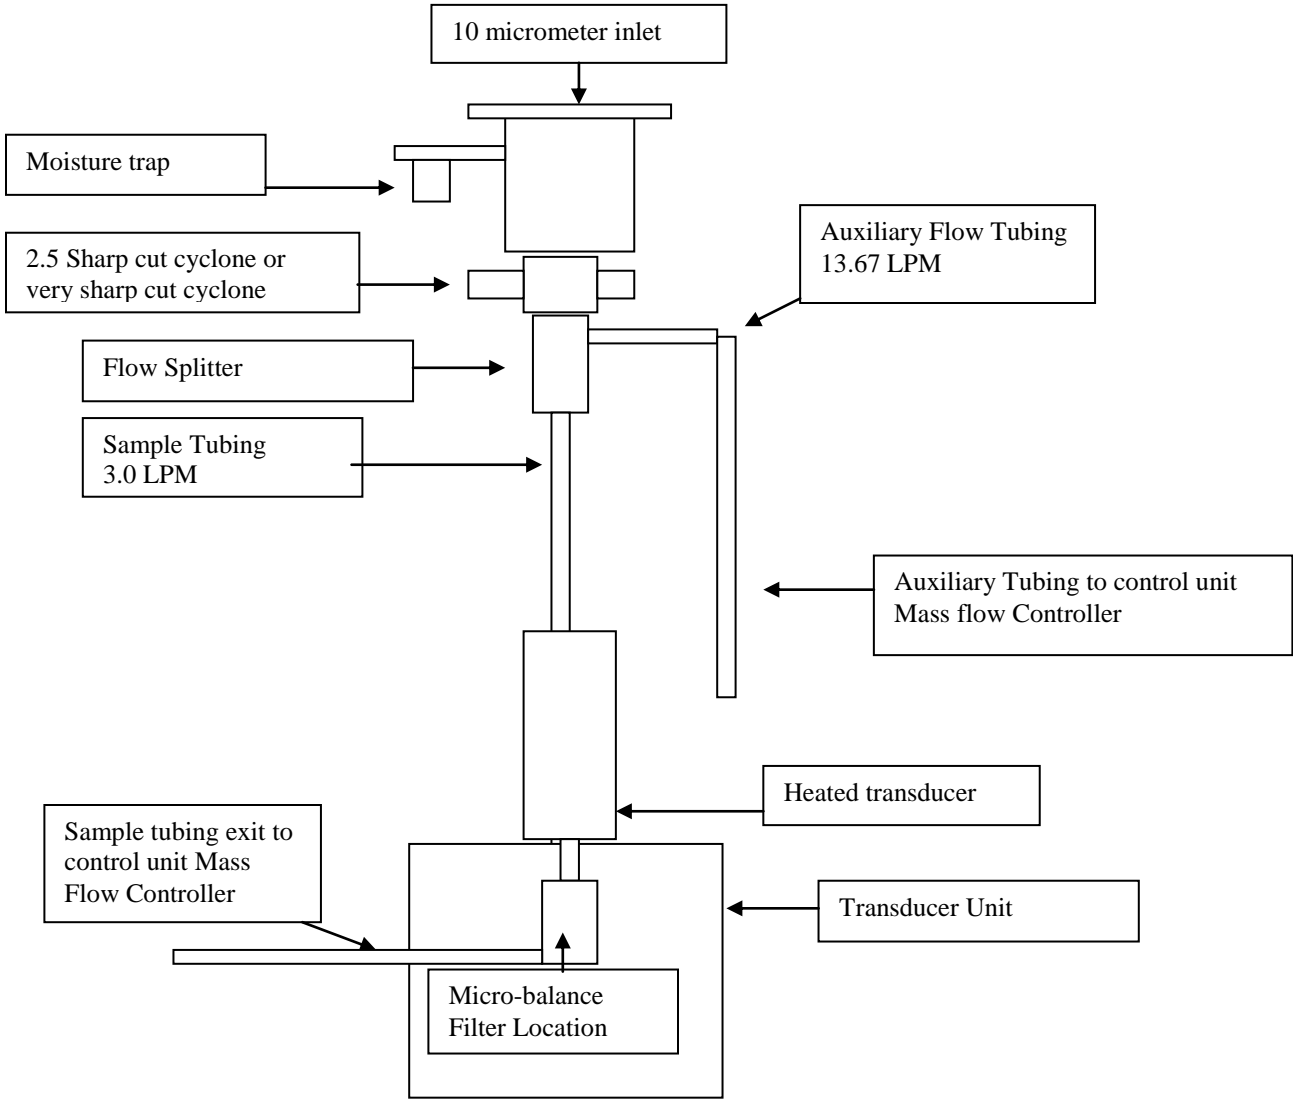 10 micrometer inlet
Moisture trap
Auxiliary Flow Tubing
13.67 LPM
2.5 Sharp cut cyclone or
very sharp cut cyclone
Flow Splitter
Sample Tubing
3.0 LPM
Auxiliary Tubing to control unit
Mass flow Controller
Heated transducer
Sample tubing exit to
control unit Mass
Flow Controller
Transducer Unit
Micro-balance
Filter Location